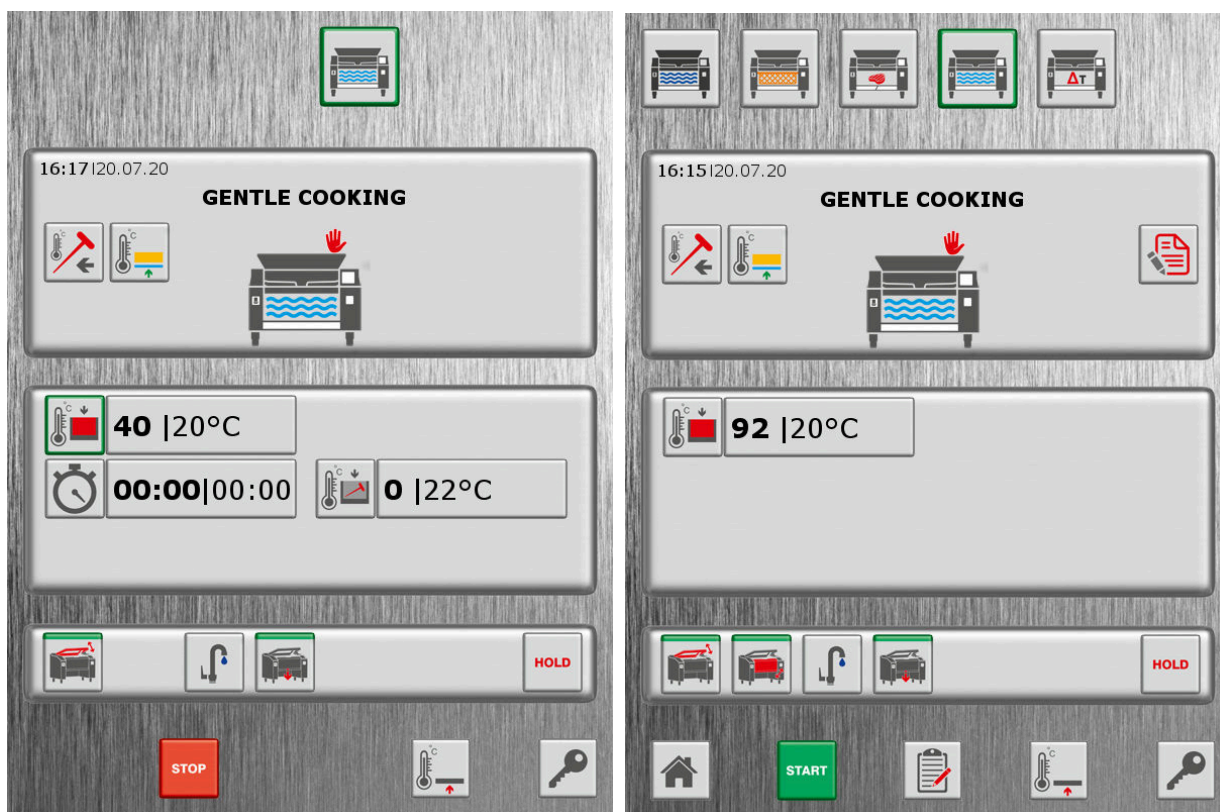 16:17|20.07.20
GENTLE COOKING
°C
°C
°C
40 |20°C
00:00|00:00
°C
0 |22°C
HOLD
STOP
°C
ΔT
16:15|20.07.20
GENTLE COOKING
°C
°C
°C
92 |20°C
HOLD
START
°C